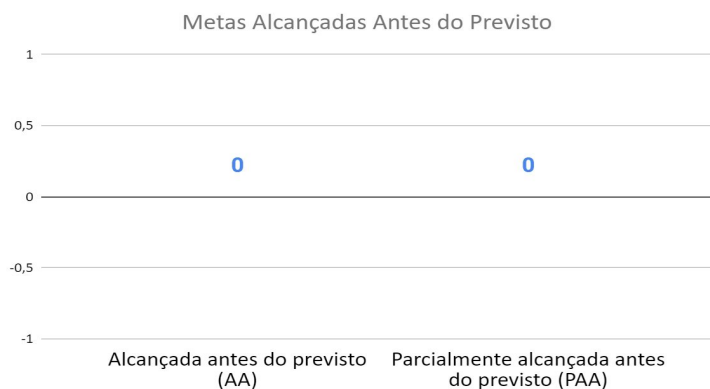 Metas Alcançadas Antes do Previsto
1
0,5
0
0
0
-0,5
-1
Alcançada antes do previsto
(AA)
Parcialmente alcançada antes
do previsto (PAA)